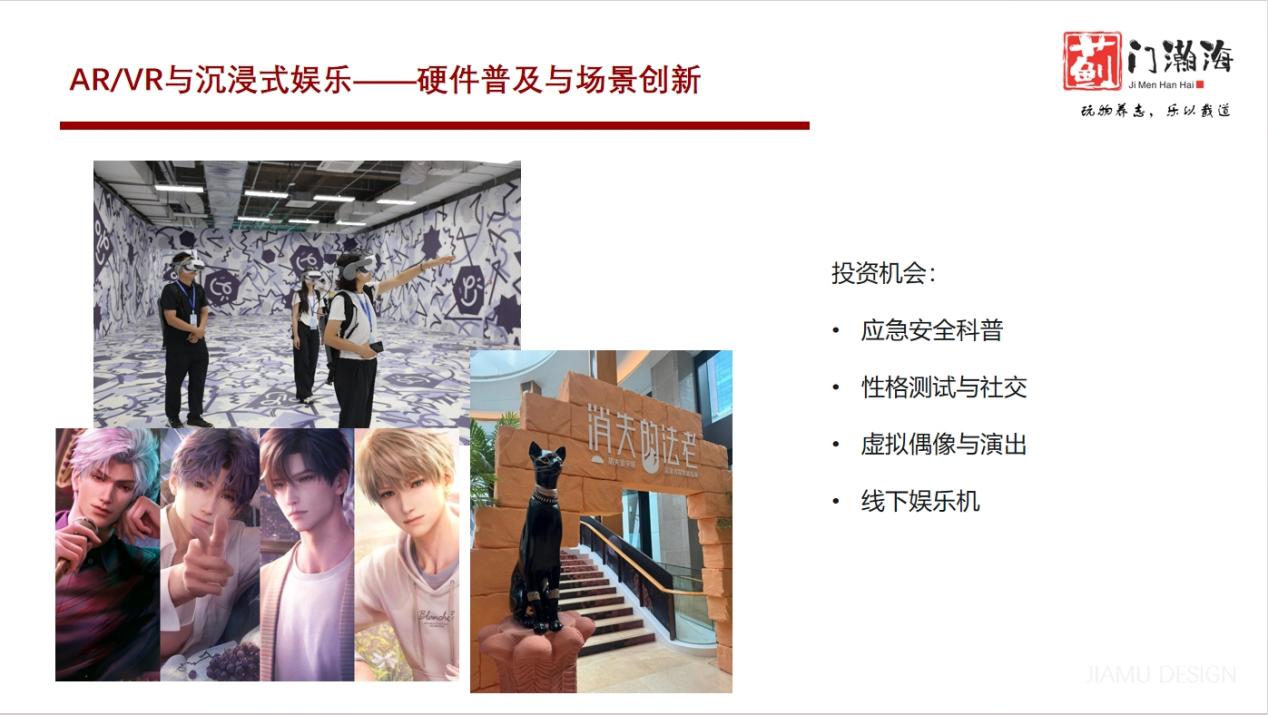 AR/VR与沉浸式娱乐——硬件普及与场景创新
蓟门瀚海
Ji Men Han Hai
玩物养志，乐以载道
消失的法老
Blanche
投资机会：
• 应急安全科普
• 性格测试与社交
• 虚拟偶像与演出
• 线下娱乐机
JIAMU DESIGN